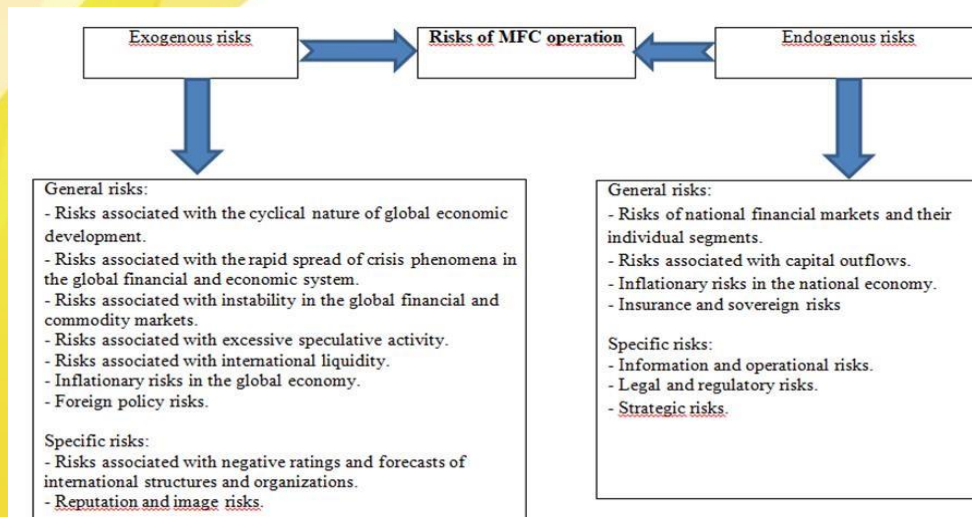 Exogenous risks
Risks of MFC operation
Endogenous risks
General risks:
- Risks associated with the cyclical nature of global economic
development.
- Risks associated with the rapid spread of crisis phenomena in
the global financial and economic system.
- Risks associated with instability in the global financial and
commodity markets.
- Risks associated with excessive speculative activity.
- Risks associated with international liquidity.
- Inflationary risks in the global economy.
- Foreign policy risks.
Specific risks:
- Risks associated with negative ratings and forecasts of
international structures and organizations.
- Reputation and image risks.
General risks:
- Risks of national financial markets and their
individual segments.
- Risks associated with capital outflows.
- Inflationary risks in the national economy.
- Insurance and sovereign risks
Specific risks:
- Information and operational risks.
- Legal and regulatory risks.
- Strategic risks.